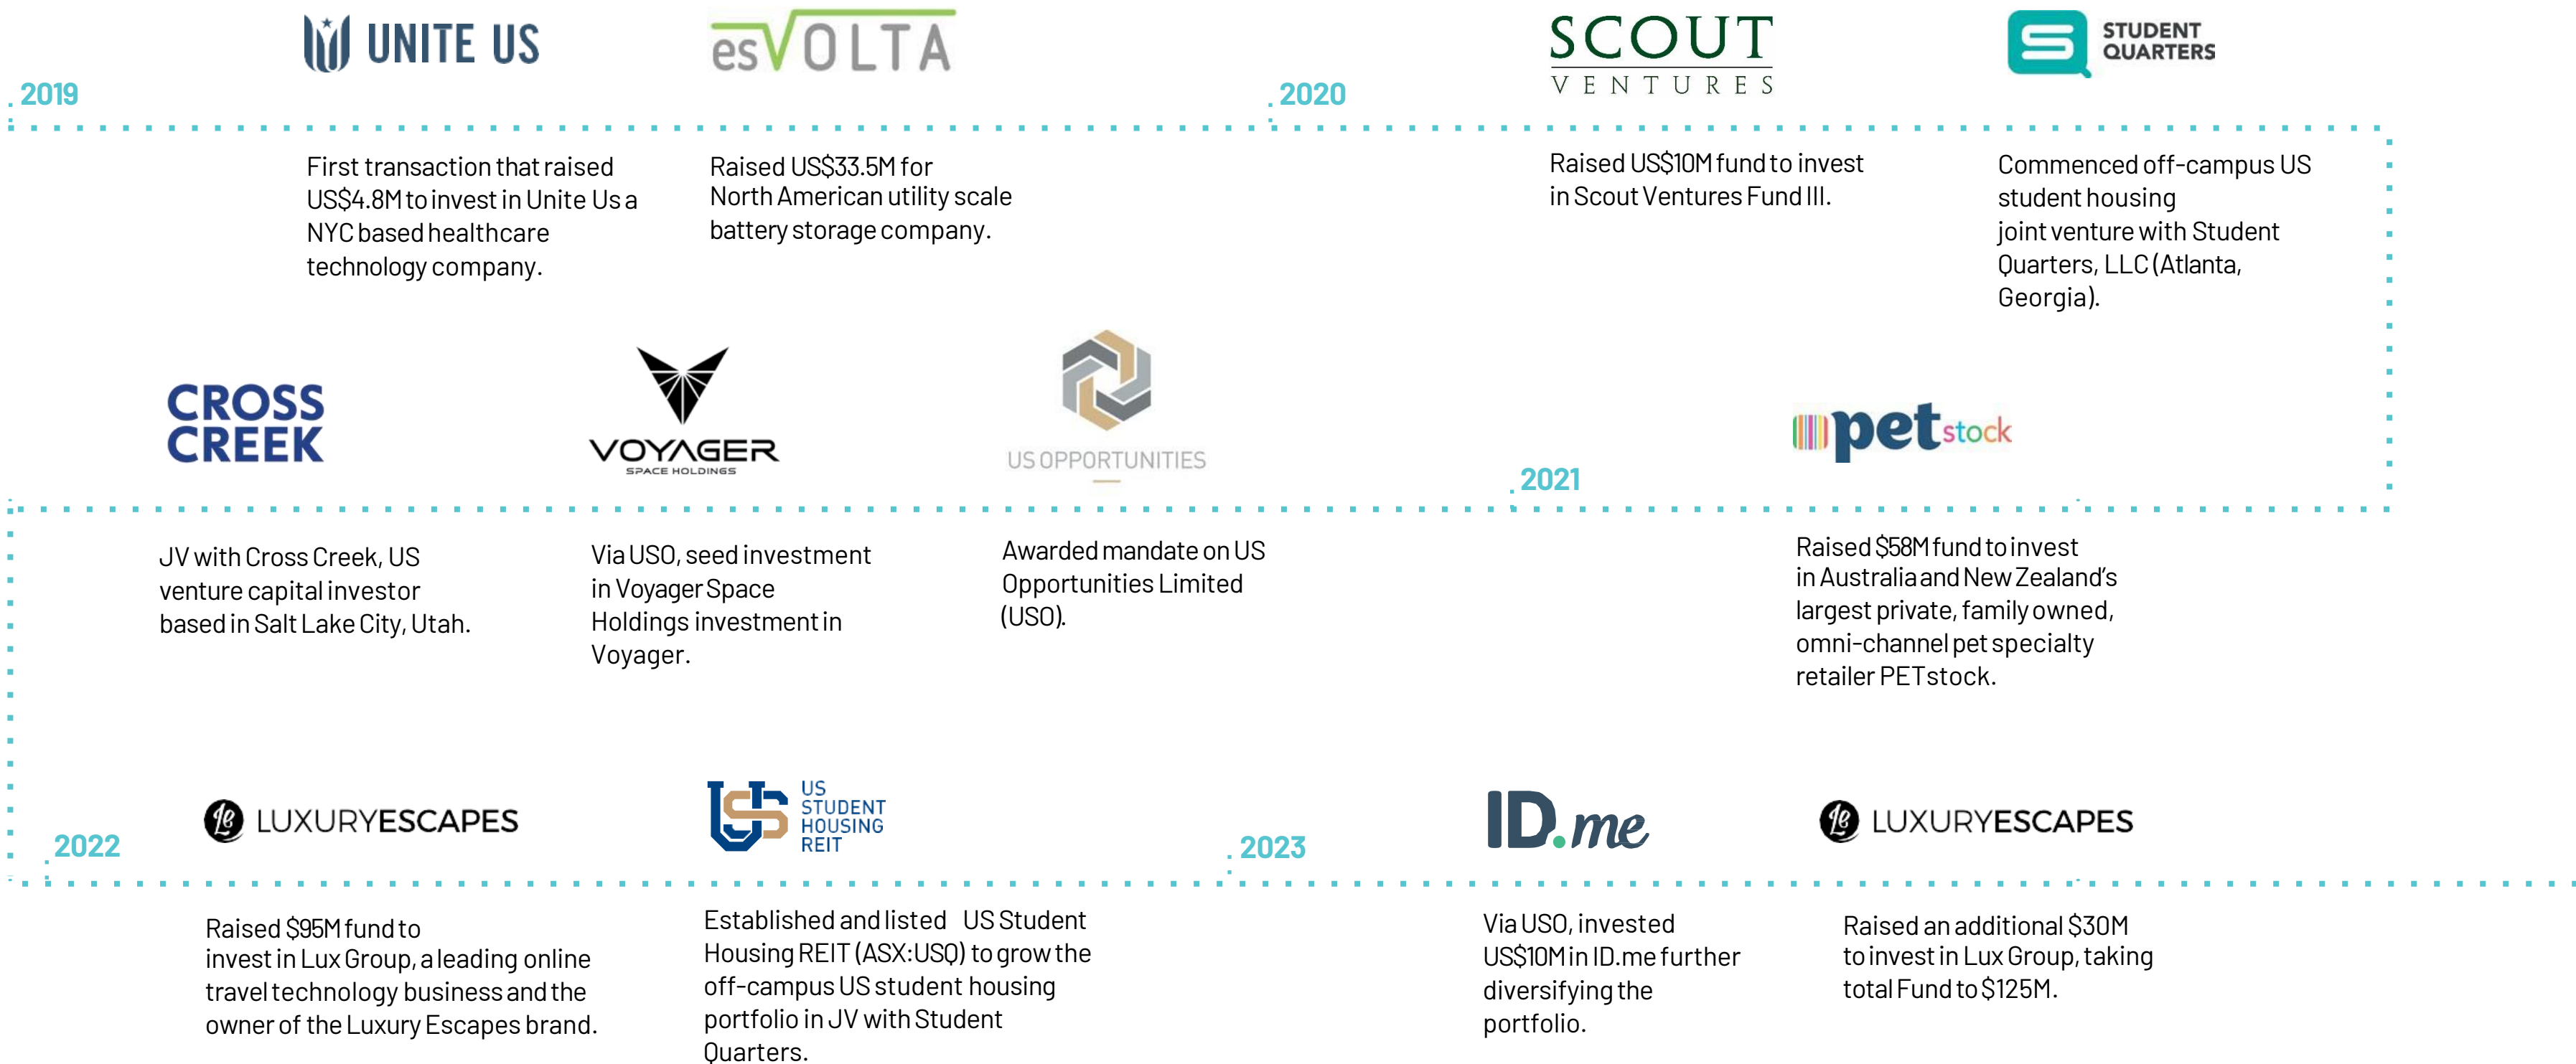 UNITE US
esVOLTA
SCOUT
VENTURES
STUDENT
QUARTERS
2019
2020
First transaction that raised
US$4.8M to invest in Unite Us a
NYC based healthcare
technology company.
Raised US$33.5M for
North American utility scale
battery storage company.
Raised US$10M fund to invest
in Scout Ventures Fund III.
Commenced off-campus US
student housing
joint venture with Student
Quarters, LLC (Atlanta,
Georgia).
CROSS
CREEK
VOYAGER
SPACE HOLDINGS
US OPPORTUNITIES
2021
petstock
JV with Cross Creek, US
venture capital investor
based in Salt Lake City, Utah.
Via USO, seed investment
in Voyager Space
Holdings investment in
Voyager.
Awarded mandate on US
Opportunities Limited
(USO).
Raised $58M fund to invest
in Australia and New Zealand's
largest private, family owned,
omni-channel pet specialty
retailer PETstock.
2022
Le LUXURYESCAPES
US
US
STUDENT
HOUSING
REIT
2023
ID.me
Le LUXURYESCAPES
Raised $95M fund to
invest in Lux Group, a leading online
travel technology business and the
owner of the Luxury Escapes brand.
Established and listed US Student
Housing REIT (ASX:USQ) to grow the
off-campus US student housing
portfolio in JV with Student
Quarters.
Via USO, invested
US$10M in ID.me further
diversifying the
portfolio.
Raised an additional $30M
to invest in Lux Group, taking
total Fund to $125M.